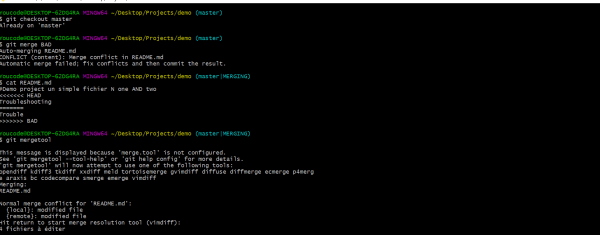 roucode@DESKTOP-62DG4RA MINGW64 ~/Desktop/Projects/demo (master)
$ git checkout master
Already on 'master'
roucode@DESKTOP-62DG4RA MINGW64 ~/Desktop/Projects/demo (master)
$ git merge BAD
Auto-merging README.md
CONFLICT (content): Merge conflict in README.md
Automatic merge failed; fix conflicts and then commit the result.
roucode@DESKTOP-62DG4RA MINGW64 ~/Desktop/Projects/demo (master|MERGING)
$ cat README.md
#Demo project un simple fichier N one AND two
<<<<<<< HEAD
Troubleshooting
=======
Trouble
>>>>>>> BAD
roucode@DESKTOP-62DG4RA MINGW64 ~/Desktop/Projects/demo (master|MERGING)
$ git mergetool
This message is displayed because 'merge.tool' is not configured.
See 'git mergetool --tool-help' or 'git help config' for more details.
'git mergetool' will now attempt to use one of the following tools:
opendiff kdiff3 tkdiff xxdiff meld tortoisemerge gvimdiff diffuse diffmerge ecmerge p4merg
e araxis bc codecompare smerge emerge vimdiff
Merging:
README.md
Normal merge conflict for 'README.md':
{local}: modified file
{remote}: modified file
Hit return to start merge resolution tool (vimdiff):
4 fichiers à éditer